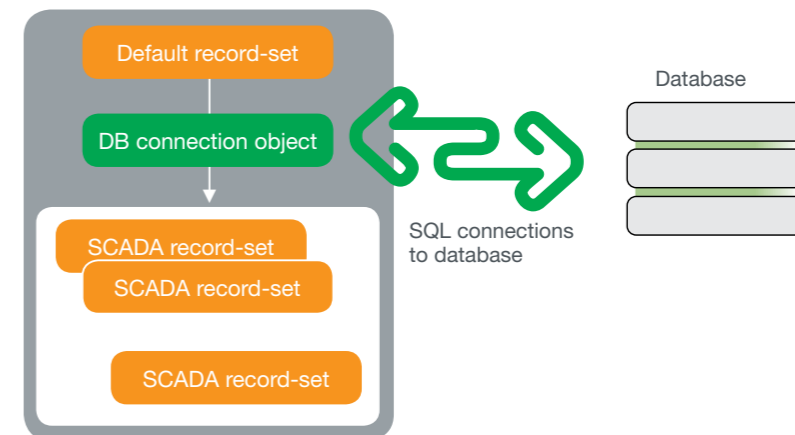 Default record-set
Database
DB connection object
SQL connections
to database
SCADA record-set
SCADA record-set
SCADA record-set